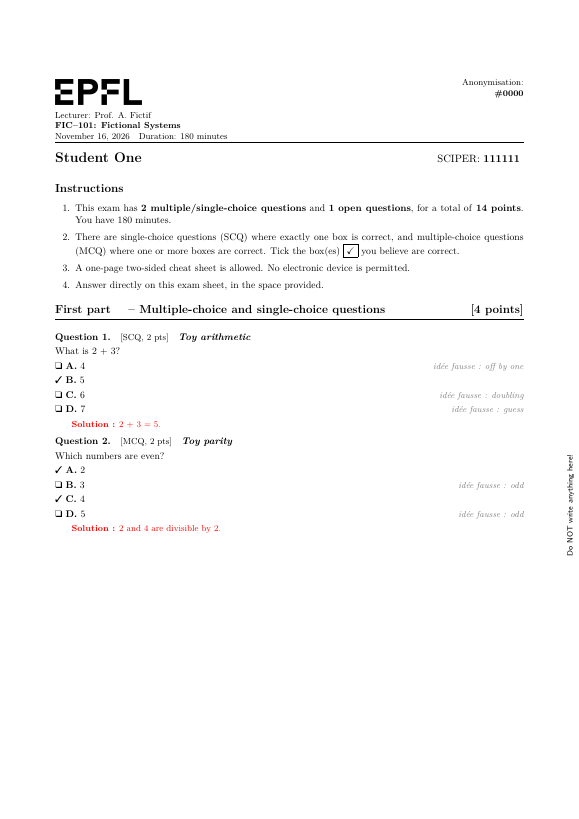 EPFL
Anonymisation:
#0000
Lecturer: Prof. A. Fictif
FIC–101: Fictional Systems
November 16, 2026 Duration: 180 minutes
Student One SCIPER: 111111
Instructions
1. This exam has 2 multiple/single-choice questions and 1 open questions, for a total of 14 points.
You have 180 minutes.
2. There are single-choice questions (SCQ) where exactly one box is correct, and multiple-choice questions
(MCQ) where one or more boxes are correct. Tick the box(es) ✓ you believe are correct.
3. A one-page two-sided cheat sheet is allowed. No electronic device is permitted.
4. Answer directly on this exam sheet, in the space provided.
First part – Multiple-choice and single-choice questions [4 points]
Question 1. [SCQ, 2 pts] Toy arithmetic
What is 2 + 3?
❑ A. 4 idée fausse : off by one
✓ B. 5
❑ C. 6 idée fausse : doubling
❑ D. 7 idée fausse : guess
Solution : 2 + 3 = 5.
Question 2. [MCQ, 2 pts] Toy parity
Which numbers are even?
✓ A. 2
❑ B. 3 idée fausse : odd
✓ C. 4
❑ D. 5 idée fausse : odd
Solution : 2 and 4 are divisible by 2.
Do NOT write anything here!